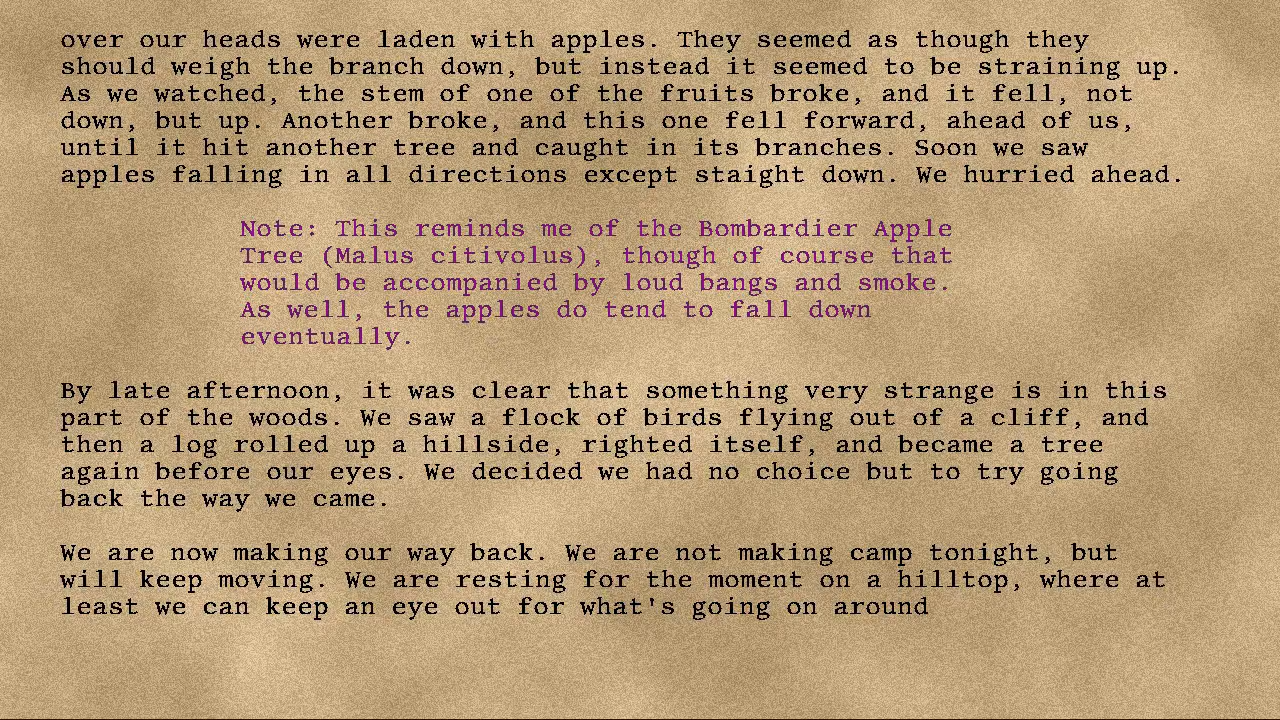 over our heads were laden with apples. They seemed as though they
should weigh the branch down, but instead it seemed to be straining up.
As we watched, the stem of one of the fruits broke, and it fell, not
down, but up. Another broke, and this one fell forward, ahead of us,
until it hit another tree and caught in its branches. Soon we saw
apples falling in all directions except staight down. We hurried ahead.
Note: This reminds me of the Bombardier Apple
Tree (Malus citivolus), though of course that
would be accompanied by loud bangs and smoke.
As well, the apples do tend to fall down
eventually.
By late afternoon, it was clear that something very strange is in this
part of the woods. We saw a flock of birds flying out of a cliff, and
then a log rolled up a hillside, righted itself, and became a tree
again before our eyes. We decided we had no choice but to try going
back the way we came.
We are now making our way back. We are not making camp tonight, but
will keep moving. We are resting for the moment on a hilltop, where at
least we can keep an eye out for what's going on around